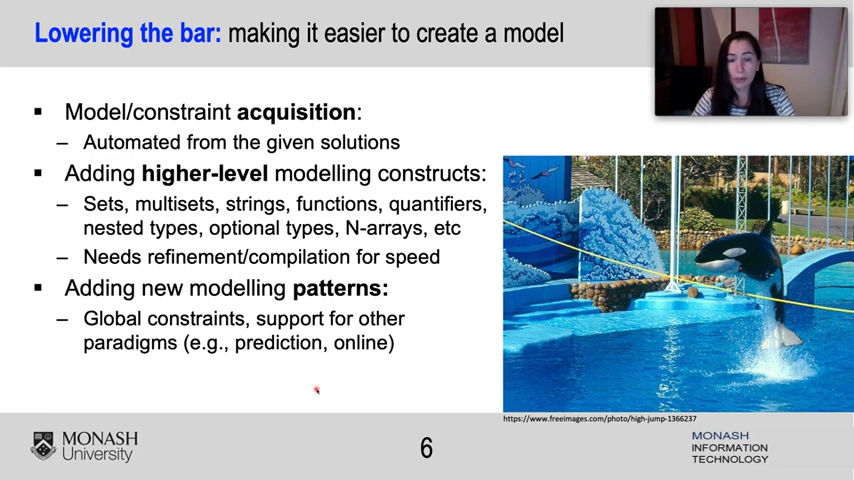 Lowering the bar: making it easier to create a model
▪ Model/constraint acquisition:
– Automated from the given solutions
▪ Adding higher-level modelling constructs:
– Sets, multisets, strings, functions, quantifiers,
nested types, optional types, N-arrays, etc
– Needs refinement/compilation for speed
▪ Adding new modelling patterns:
– Global constraints, support for other
paradigms (e.g., prediction, online)
https://www.freeimages.com/photo/high-jump-1366237
MONASH
University
6
MONASH
INFORMATION
TECHNOLOGY